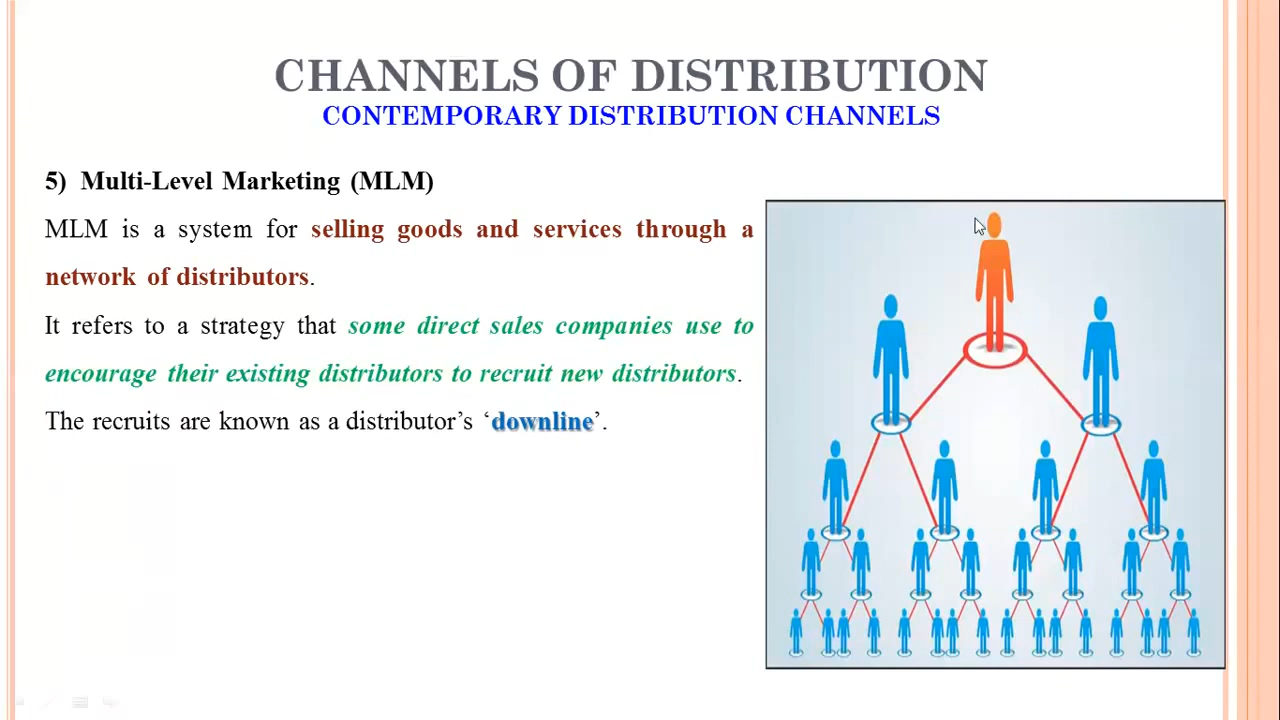 CHANNELS OF DISTRIBUTION
CONTEMPORARY DISTRIBUTION CHANNELS
5) Multi-Level Marketing (MLM)
MLM is a system for selling goods and services through a
network of distributors.
It refers to a strategy that some direct sales companies use to
encourage their existing distributors to recruit new distributors.
The recruits are known as a distributor’s ‘downline’.